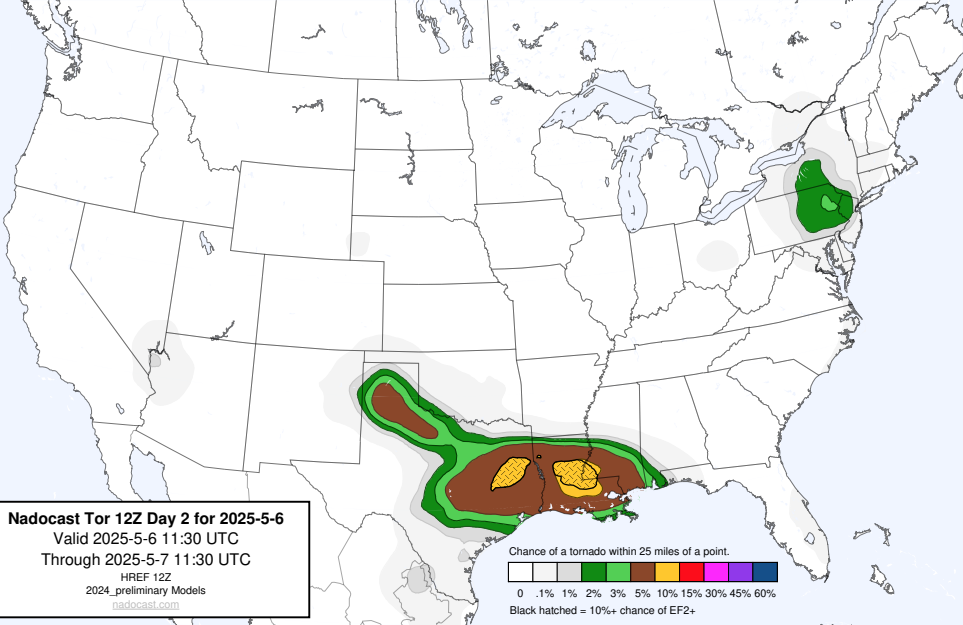 Nadocast Tor 12Z Day 2 for 2025-5-6
Valid 2025-5-6 11:30 UTC
Through 2025-5-7 11:30 UTC
HREF 12Z
2024_preliminary Models
nadocast.com
Chance of a tornado within 25 miles of a point.
0 .1% 1% 2% 3% 5% 10% 15% 30% 45% 60%
Black hatched = 10%+ chance of EF2+